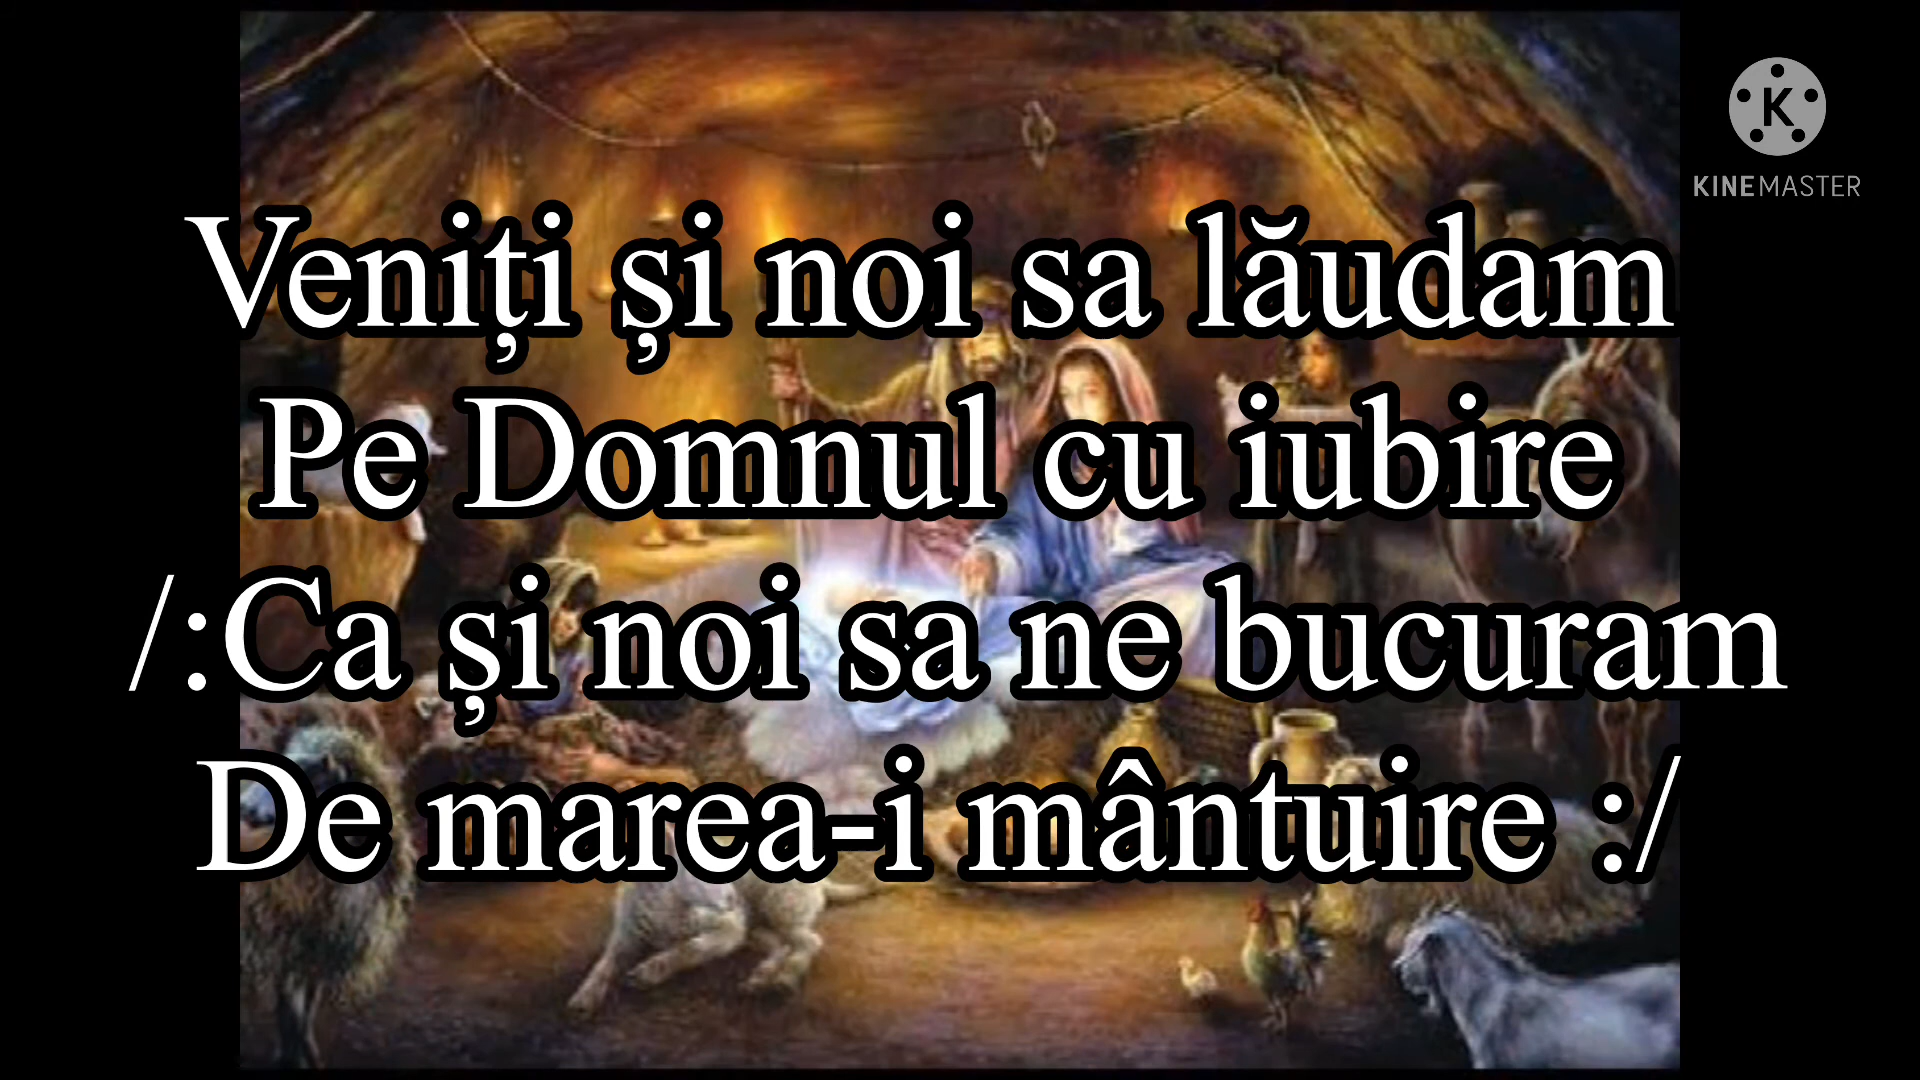 K
KINEMASTER
Veniți și noi sa lăudam
Pe Domnul cu iubire
/:Ca și noi sa ne bucuram
De marea-i mântuire :/